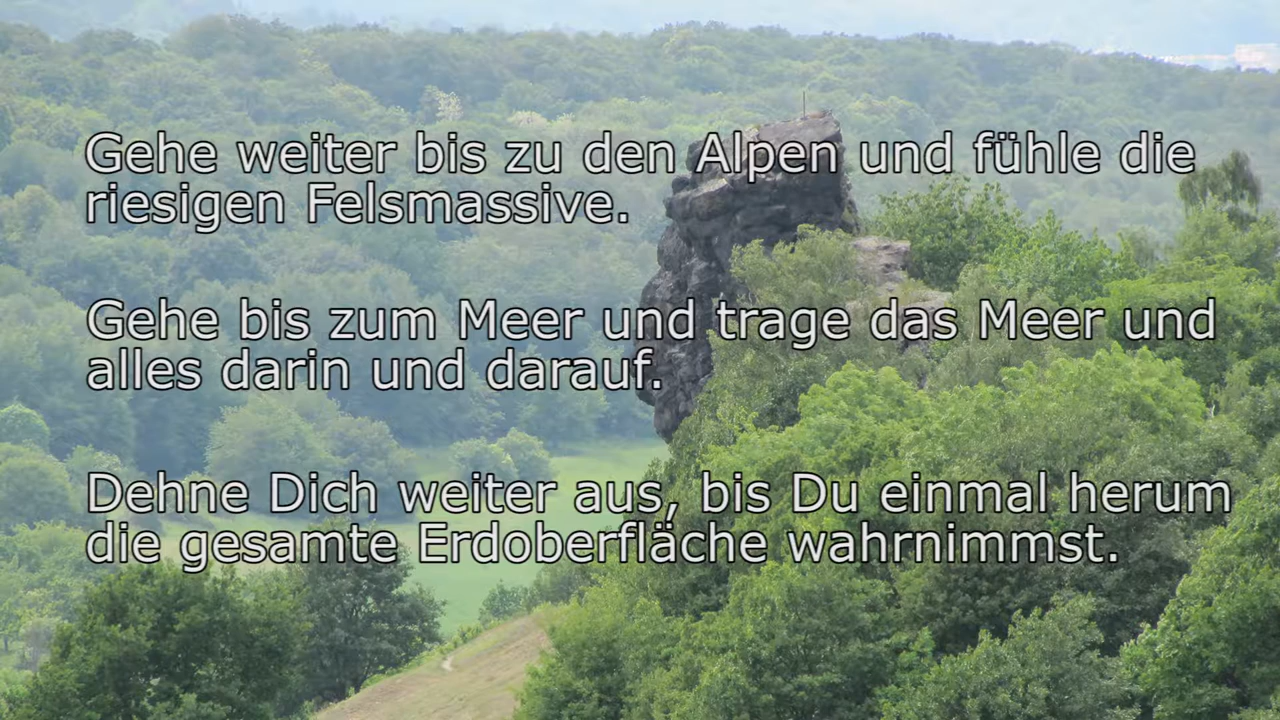 Gehe weiter bis zu den Alpen und fühle die
riesigen Felsmassive.
Gehe bis zum Meer und trage das Meer und
alles darin und darauf.
Dehne Dich weiter aus, bis Du einmal herum
die gesamte Erdoberfläche wahrnimmst.